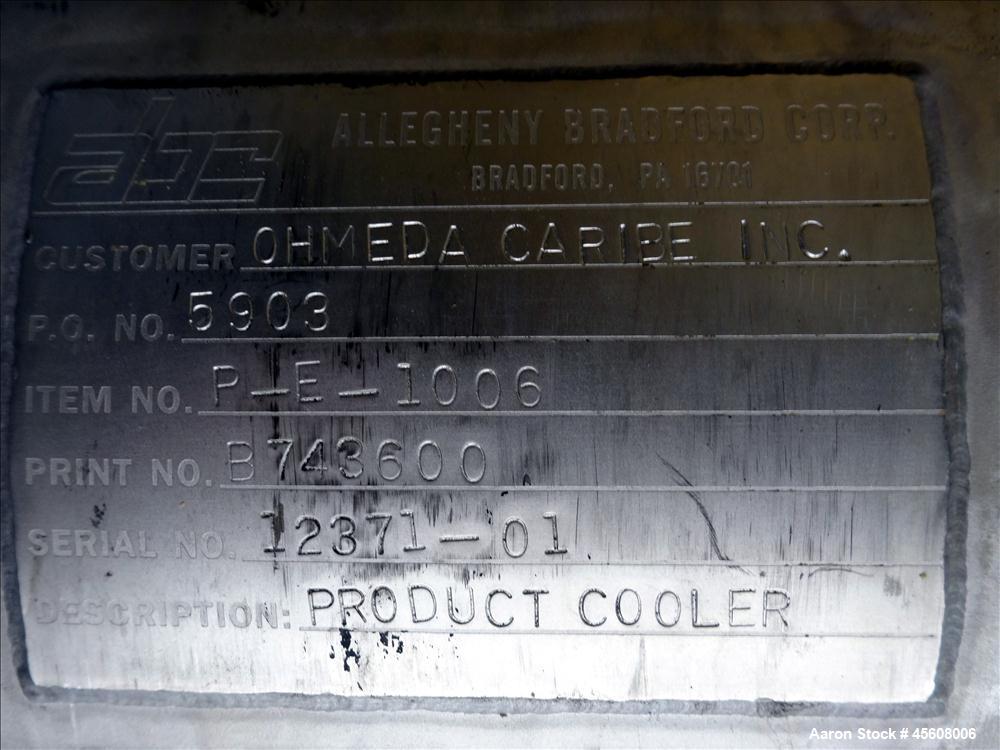 abc
ALLEGHENY BRADFORD CORP.
BRADFORD, PA 16701
CUSTOMER OHMEDA CARIBE INC.
P.O. NO. 5903
ITEM NO. P-E-1006
PRINT NO. B743600
SERIAL NO. 12371-01
DESCRIPTION: PRODUCT COOLER
Aaron Stock # 45608006